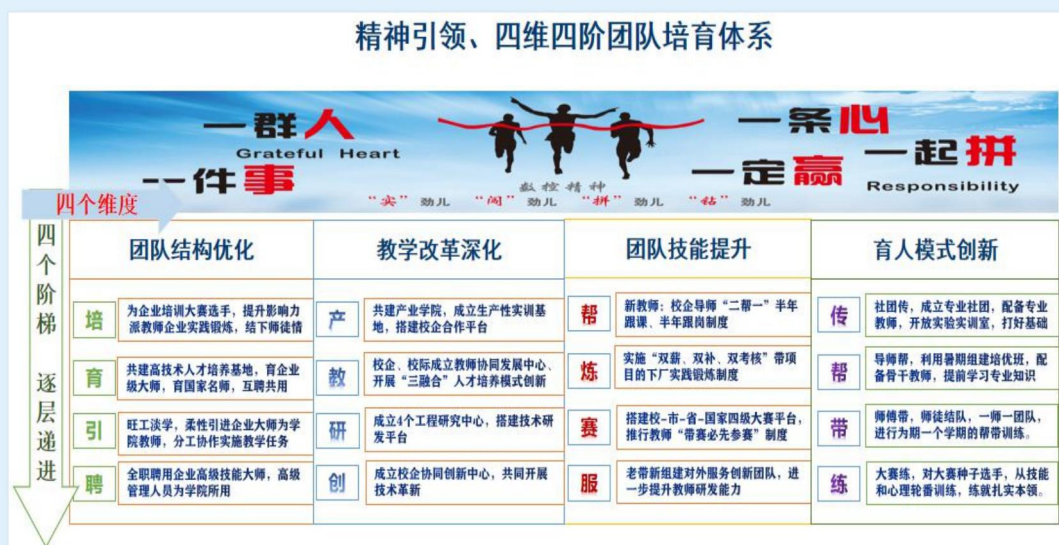 精神引领、四维四阶团队培育体系
一群人
Grateful Heart
一件事
数控精神
“实”劲儿 “闯”劲儿 “拼”劲儿 “钻”劲儿
一条心
一起拼
一定赢
Responsibility
四个维度
四个阶梯 逐层递进
团队结构优化
培
为企业培训大赛选手，提升影响力
派教师企业实践锻炼，结下师徒情
育
共建高技术人才培养基地，育企业
级大师，育国家名师，互聘共用
引
旺工淡学，柔性引进企业大师为学
院教师，分工协作实施教学任务
聘
全职聘用企业高级技能大师，高级
管理人员为学院所用
教学改革深化
产
共建产业学院，成立生产性实训基
地，搭建校企合作平台
教
校企、校际成立教师协同发展中心、
开展“三融合”人才培养模式创新
研
成立4个工程研究中心，搭建技术研
发平台
创
成立校企协同创新中心，共同开展
技术革新
团队技能提升
帮
新教师：校企导师“二帮一”半年
跟课、半年跟岗制度
炼
实施“双薪、双补、双考核”带项
目的下厂实践锻炼制度
赛
搭建校-市-省-国家四级大赛平台，
推行教师“带赛必先参赛”制度
服
老带新组建对外服务创新团队，进
一步提升教师研发能力
育人模式创新
传
社团传，成立专业社团，配备专业
教师，开放实验实训室，打好基础
帮
导师帮，利用暑期组建培优班，配
备骨干教师，提前学习专业知识
带
师傅带，师徒结队，一师一团队，
进行为期一个学期的帮带训练。
练
大赛练，对大赛种子选手，从技能
和心理轮番训练，练就扎实本领。